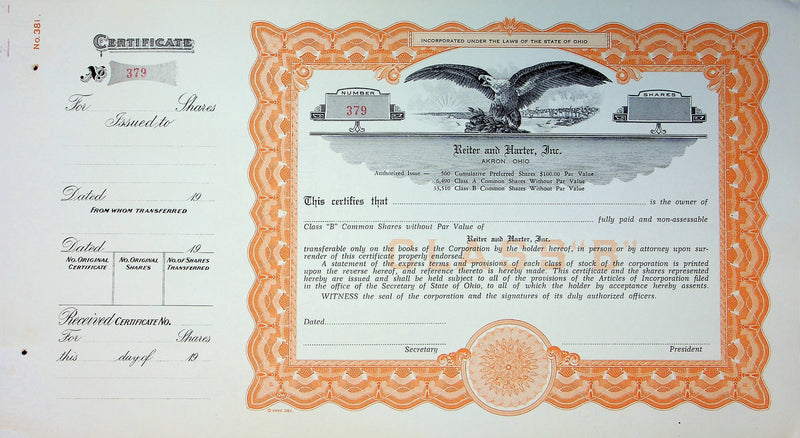 No. 381.
CERTIFICATE
No 379
For Shares
Issued to
Dated 19
FROM WHOM TRANSFERRED
Dated 19
NO. ORIGINAL CERTIFICATE
NO. ORIGINAL SHARES
NO. OF SHARES TRANSFERRED
Received CERTIFICATE NO.
For Shares
this day of 19
INCORPORATED UNDER THE LAWS OF THE STATE OF OHIO
NUMBER
379
SHARES
Reiter and Harter, Inc.
AKRON, OHIO
Authorized Issue — 500 Cumulative Preferred Shares $100.00 Par Value
6,490 Class A Common Shares Without Par Value
33,510 Class B Common Shares Without Par Value
This certifies that is the owner of
fully paid and non-assessable
Class "B" Common Shares without Par Value of
Reiter and Harter, Inc.
CLASS "B"
transferable only on the books of the Corporation by the holder hereof, in person or by attorney upon sur-
render of this certificate properly endorsed.
A statement of the express terms and provisions of each class of stock of the corporation is printed
upon the reverse hereof, and reference thereto is hereby made. This certificate and the shares represented
hereby are issued and shall be held subject to all of the provisions of the Articles of Incorporation filed
in the office of the Secretary of State of Ohio, to all of which the holder by acceptance hereby assents.
WITNESS the seal of the corporation and the signatures of its duly authorized officers.
Dated
Secretary President